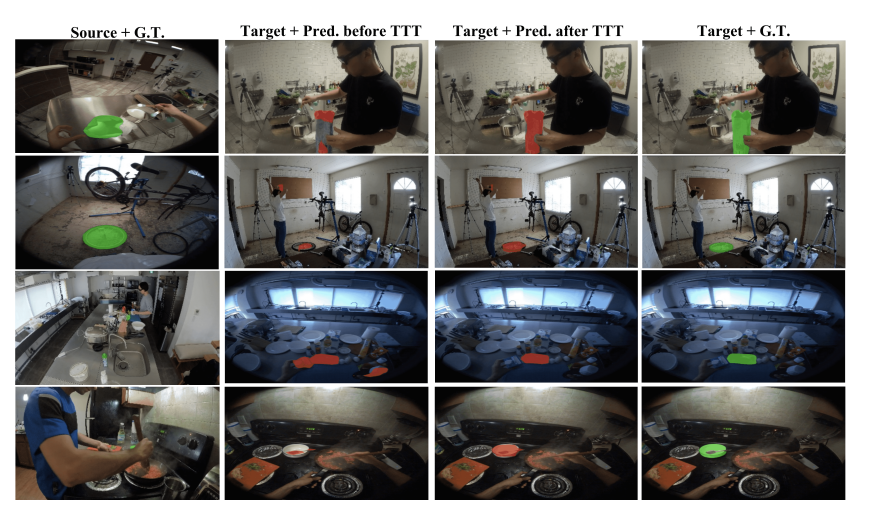 Source + G.T.
Target + Pred. before TTT
Target + Pred. after TTT
Target + G.T.